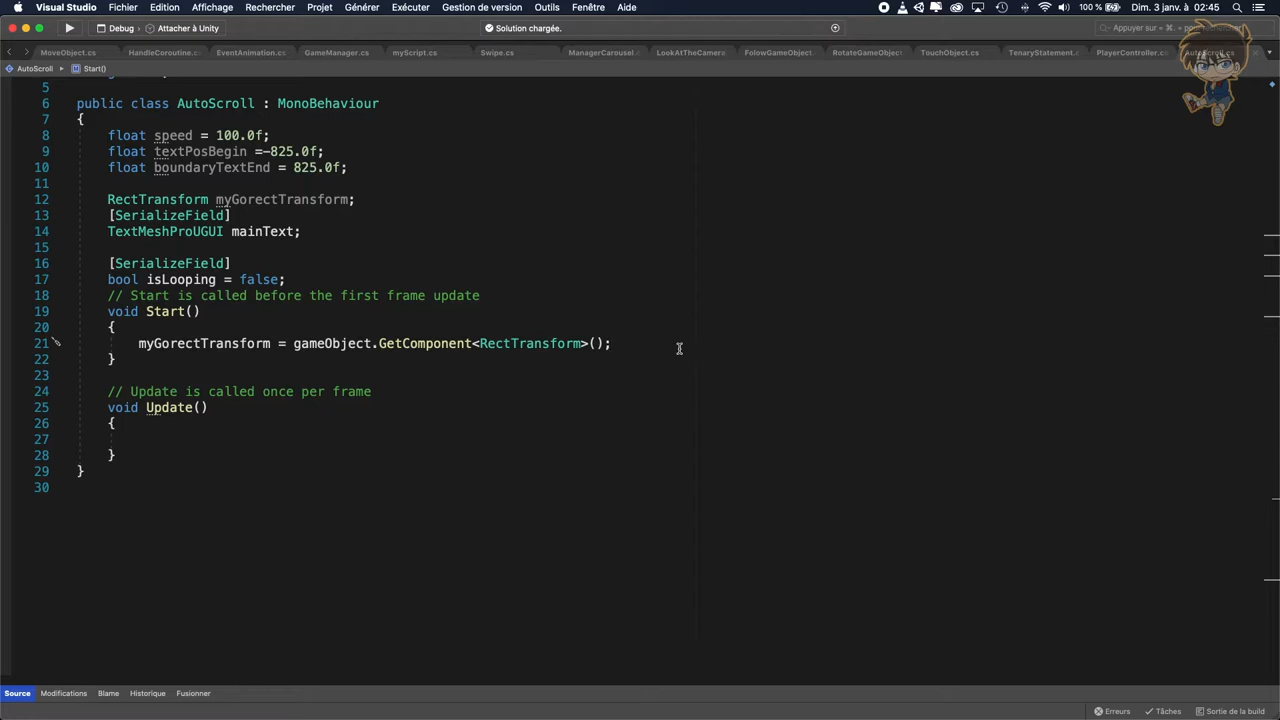 Visual Studio Fichier Edition Affichage Rechercher Projet Générer Exécuter Gestion de version Outils Fenêtre Aide 100 % Dim. 3 janv. à 02:45
Debug Attacher à Unity Solution chargée. Appuyer sur « ⌘. » pour rechercher
MoveObject.cs HandleCoroutine.cs EventAnimation.cs GameManager.cs myScript.cs Swipe.cs ManagerCarousel. LookAtTheCamera FolowGameObject. RotateGameObject TouchObject.cs TenaryStatement. PlayerController.cs AutoScroll.cs
AutoScroll Start()
5
6 public class AutoScroll : MonoBehaviour
7 {
8 float speed = 100.0f;
9 float textPosBegin =-825.0f;
10 float boundaryTextEnd = 825.0f;
11
12 RectTransform myGorectTransform;
13 [SerializeField]
14 TextMeshProUGUI mainText;
15
16 [SerializeField]
17 bool isLooping = false;
18 // Start is called before the first frame update
19 void Start()
20 {
21 myGorectTransform = gameObject.GetComponent<RectTransform>();
22 }
23
24 // Update is called once per frame
25 void Update()
26 {
27
28 }
29 }
30
Source Modifications Blame Historique Fusionner
Erreurs Tâches Sortie de la build